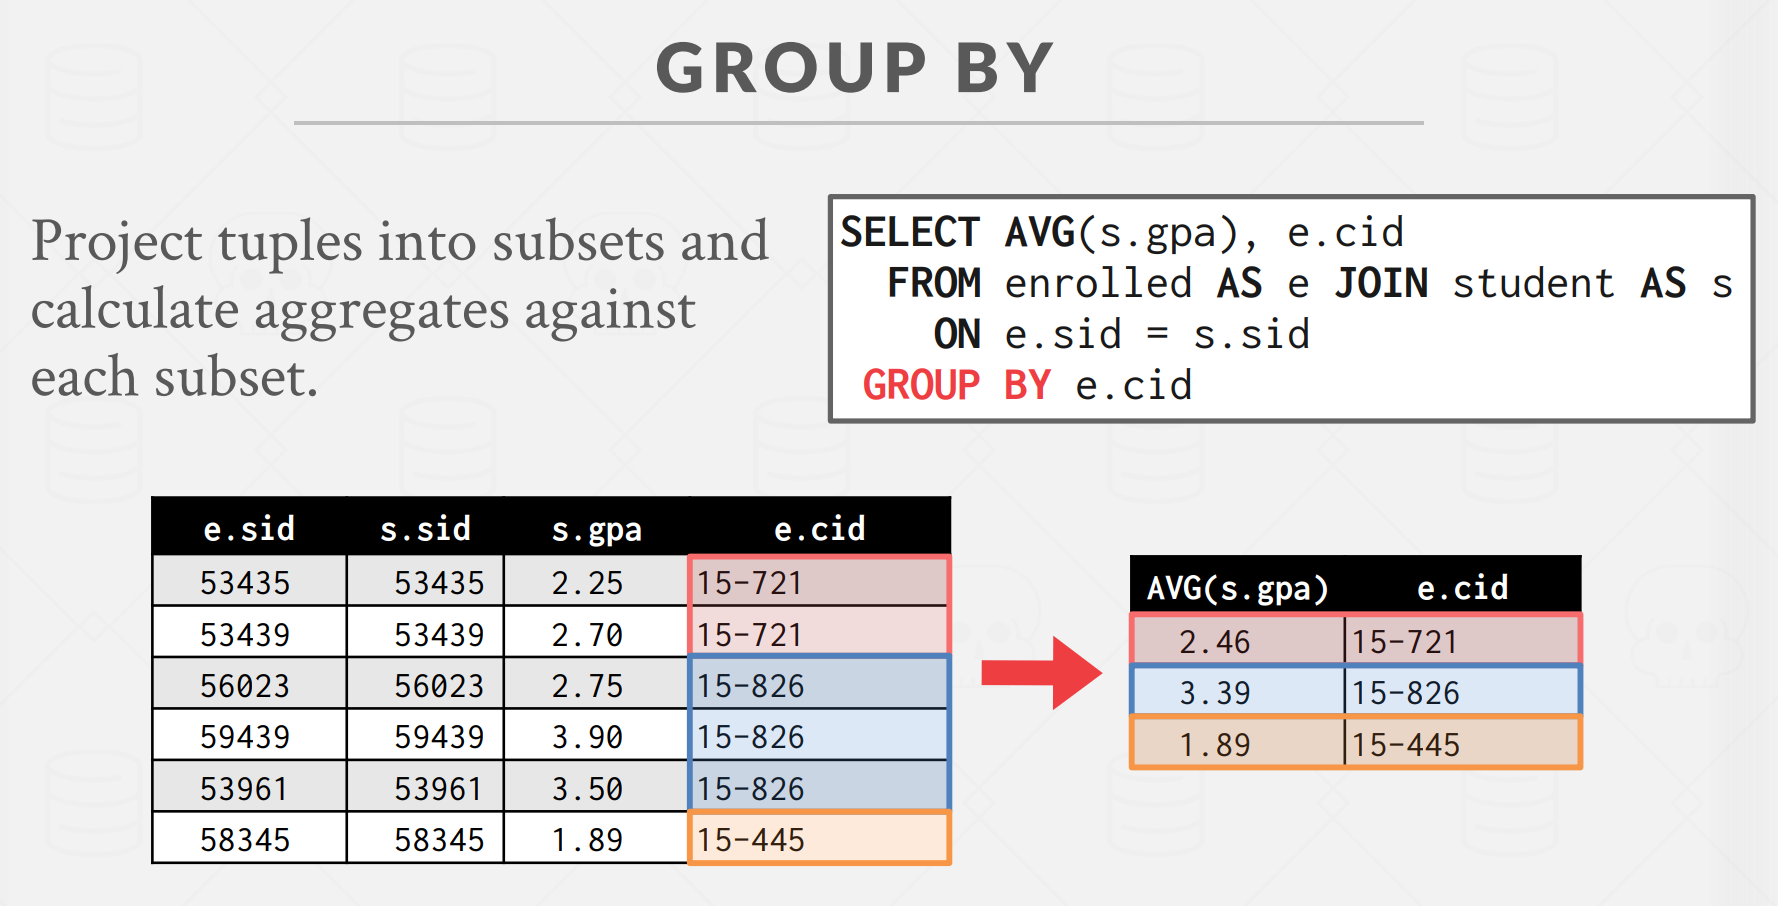 GROUP BY
Project tuples into subsets and
calculate aggregates against
each subset.
SELECT AVG(s.gpa), e.cid
FROM enrolled AS e JOIN student AS s
ON e.sid = s.sid
GROUP BY e.cid
e.sid s.sid s.gpa e.cid
53435 53435 2.25 15-721
53439 53439 2.70 15-721
56023 56023 2.75 15-826
59439 59439 3.90 15-826
53961 53961 3.50 15-826
58345 58345 1.89 15-445
AVG(s.gpa) e.cid
2.46 15-721
3.39 15-826
1.89 15-445